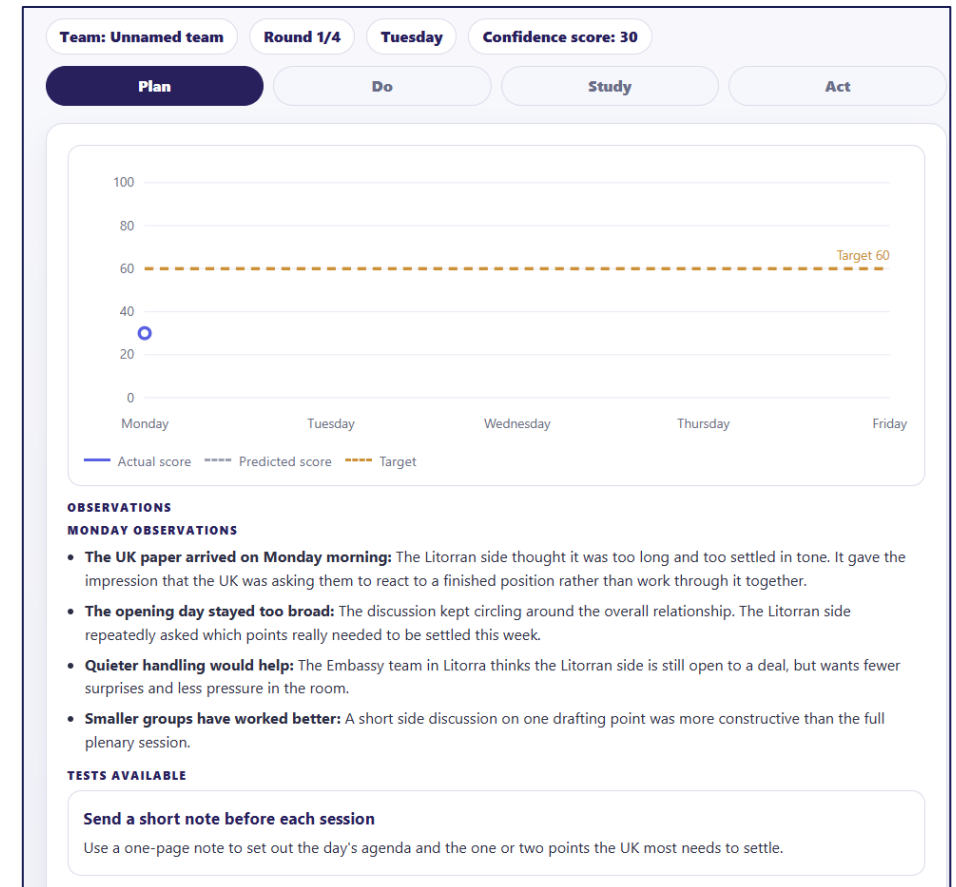 Team: Unnamed team
Round 1/4
Tuesday
Confidence score: 30
Plan
Do
Study
Act
100
80
Target 60
60
40
20
0
Monday
Tuesday
Wednesday
Thursday
Friday
Actual score
Predicted score
Target
OBSERVATIONS
MONDAY OBSERVATIONS
• The UK paper arrived on Monday morning: The Litorran side thought it was too long and too settled in tone. It gave the
impression that the UK was asking them to react to a finished position rather than work through it together.
• The opening day stayed too broad: The discussion kept circling around the overall relationship. The Litorran side
repeatedly asked which points really needed to be settled this week.
• Quieter handling would help: The Embassy team in Litorra thinks the Litorran side is still open to a deal, but wants fewer
surprises and less pressure in the room.
• Smaller groups have worked better: A short side discussion on one drafting point was more constructive than the full
plenary session.
TESTS AVAILABLE
Send a short note before each session
Use a one-page note to set out the day's agenda and the one or two points the UK most needs to settle.